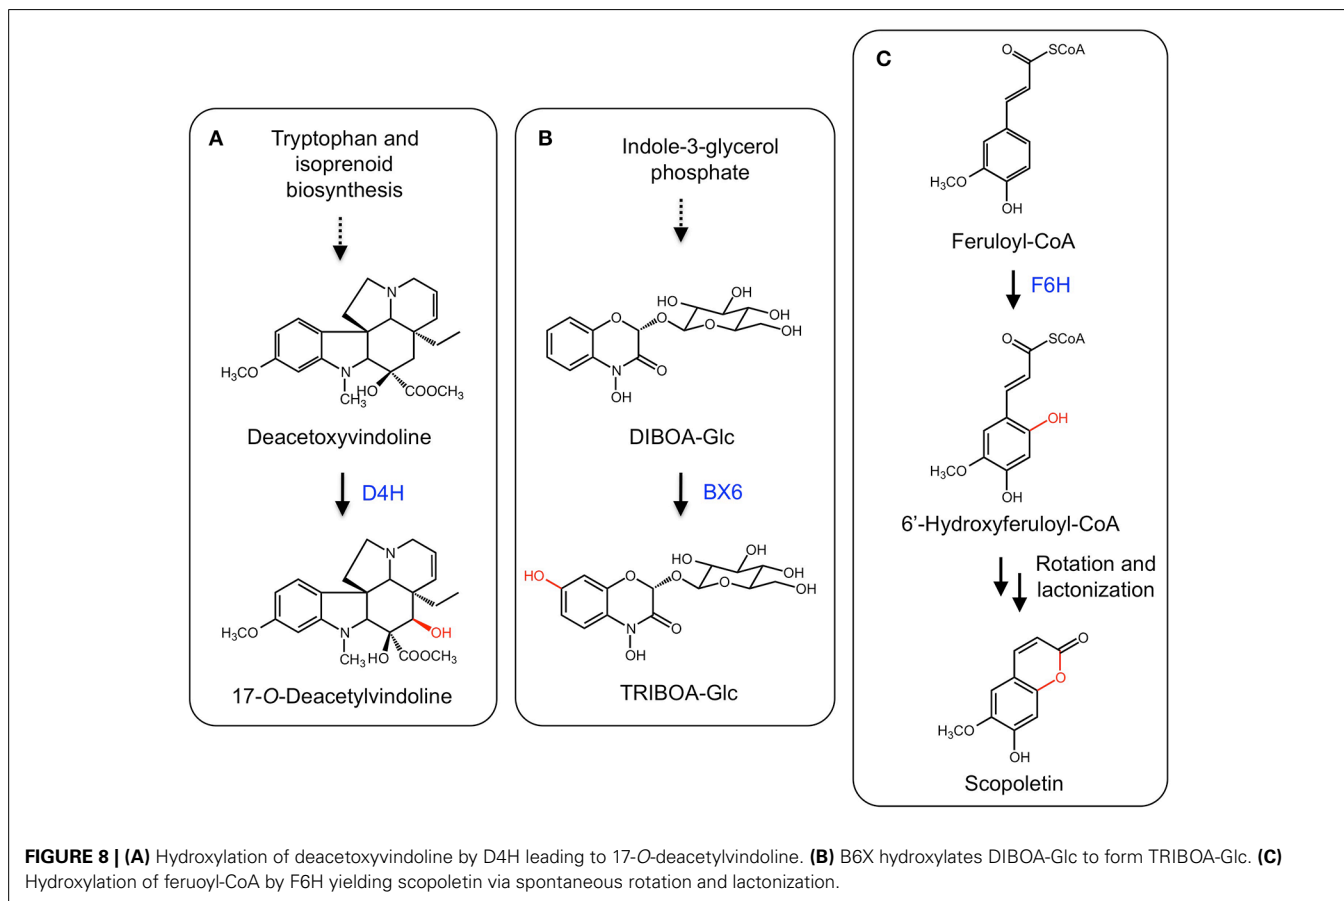 A
Tryptophan and
isoprenoid
biosynthesis
N
H₃CO
N
CH₃
HO
COOCH₃
Deacetoxyvindoline
D4H
N
H₃CO
N
OH
CH₃
HO
COOCH₃
17-O-Deacetylvindoline
B
Indole-3-glycerol
phosphate
OH
HO
O
O
OH
O
OH
N
O
OH
DIBOA-Glc
BX6
OH
HO
HO
O
O
OH
O
OH
N
O
OH
TRIBOA-Glc
C
O
SCoA
H₃CO
OH
Feruloyl-CoA
F6H
O
SCoA
OH
H₃CO
OH
6’-Hydroxyferuloyl-CoA
Rotation and
lactonization
O
O
H₃CO
OH
Scopoletin
FIGURE 8 | (A) Hydroxylation of deacetoxyvindoline by D4H leading to 17-O-deacetylvindoline. (B) B6X hydroxylates DIBOA-Glc to form TRIBOA-Glc. (C)
Hydroxylation of feruoyl-CoA by F6H yielding scopoletin via spontaneous rotation and lactonization.